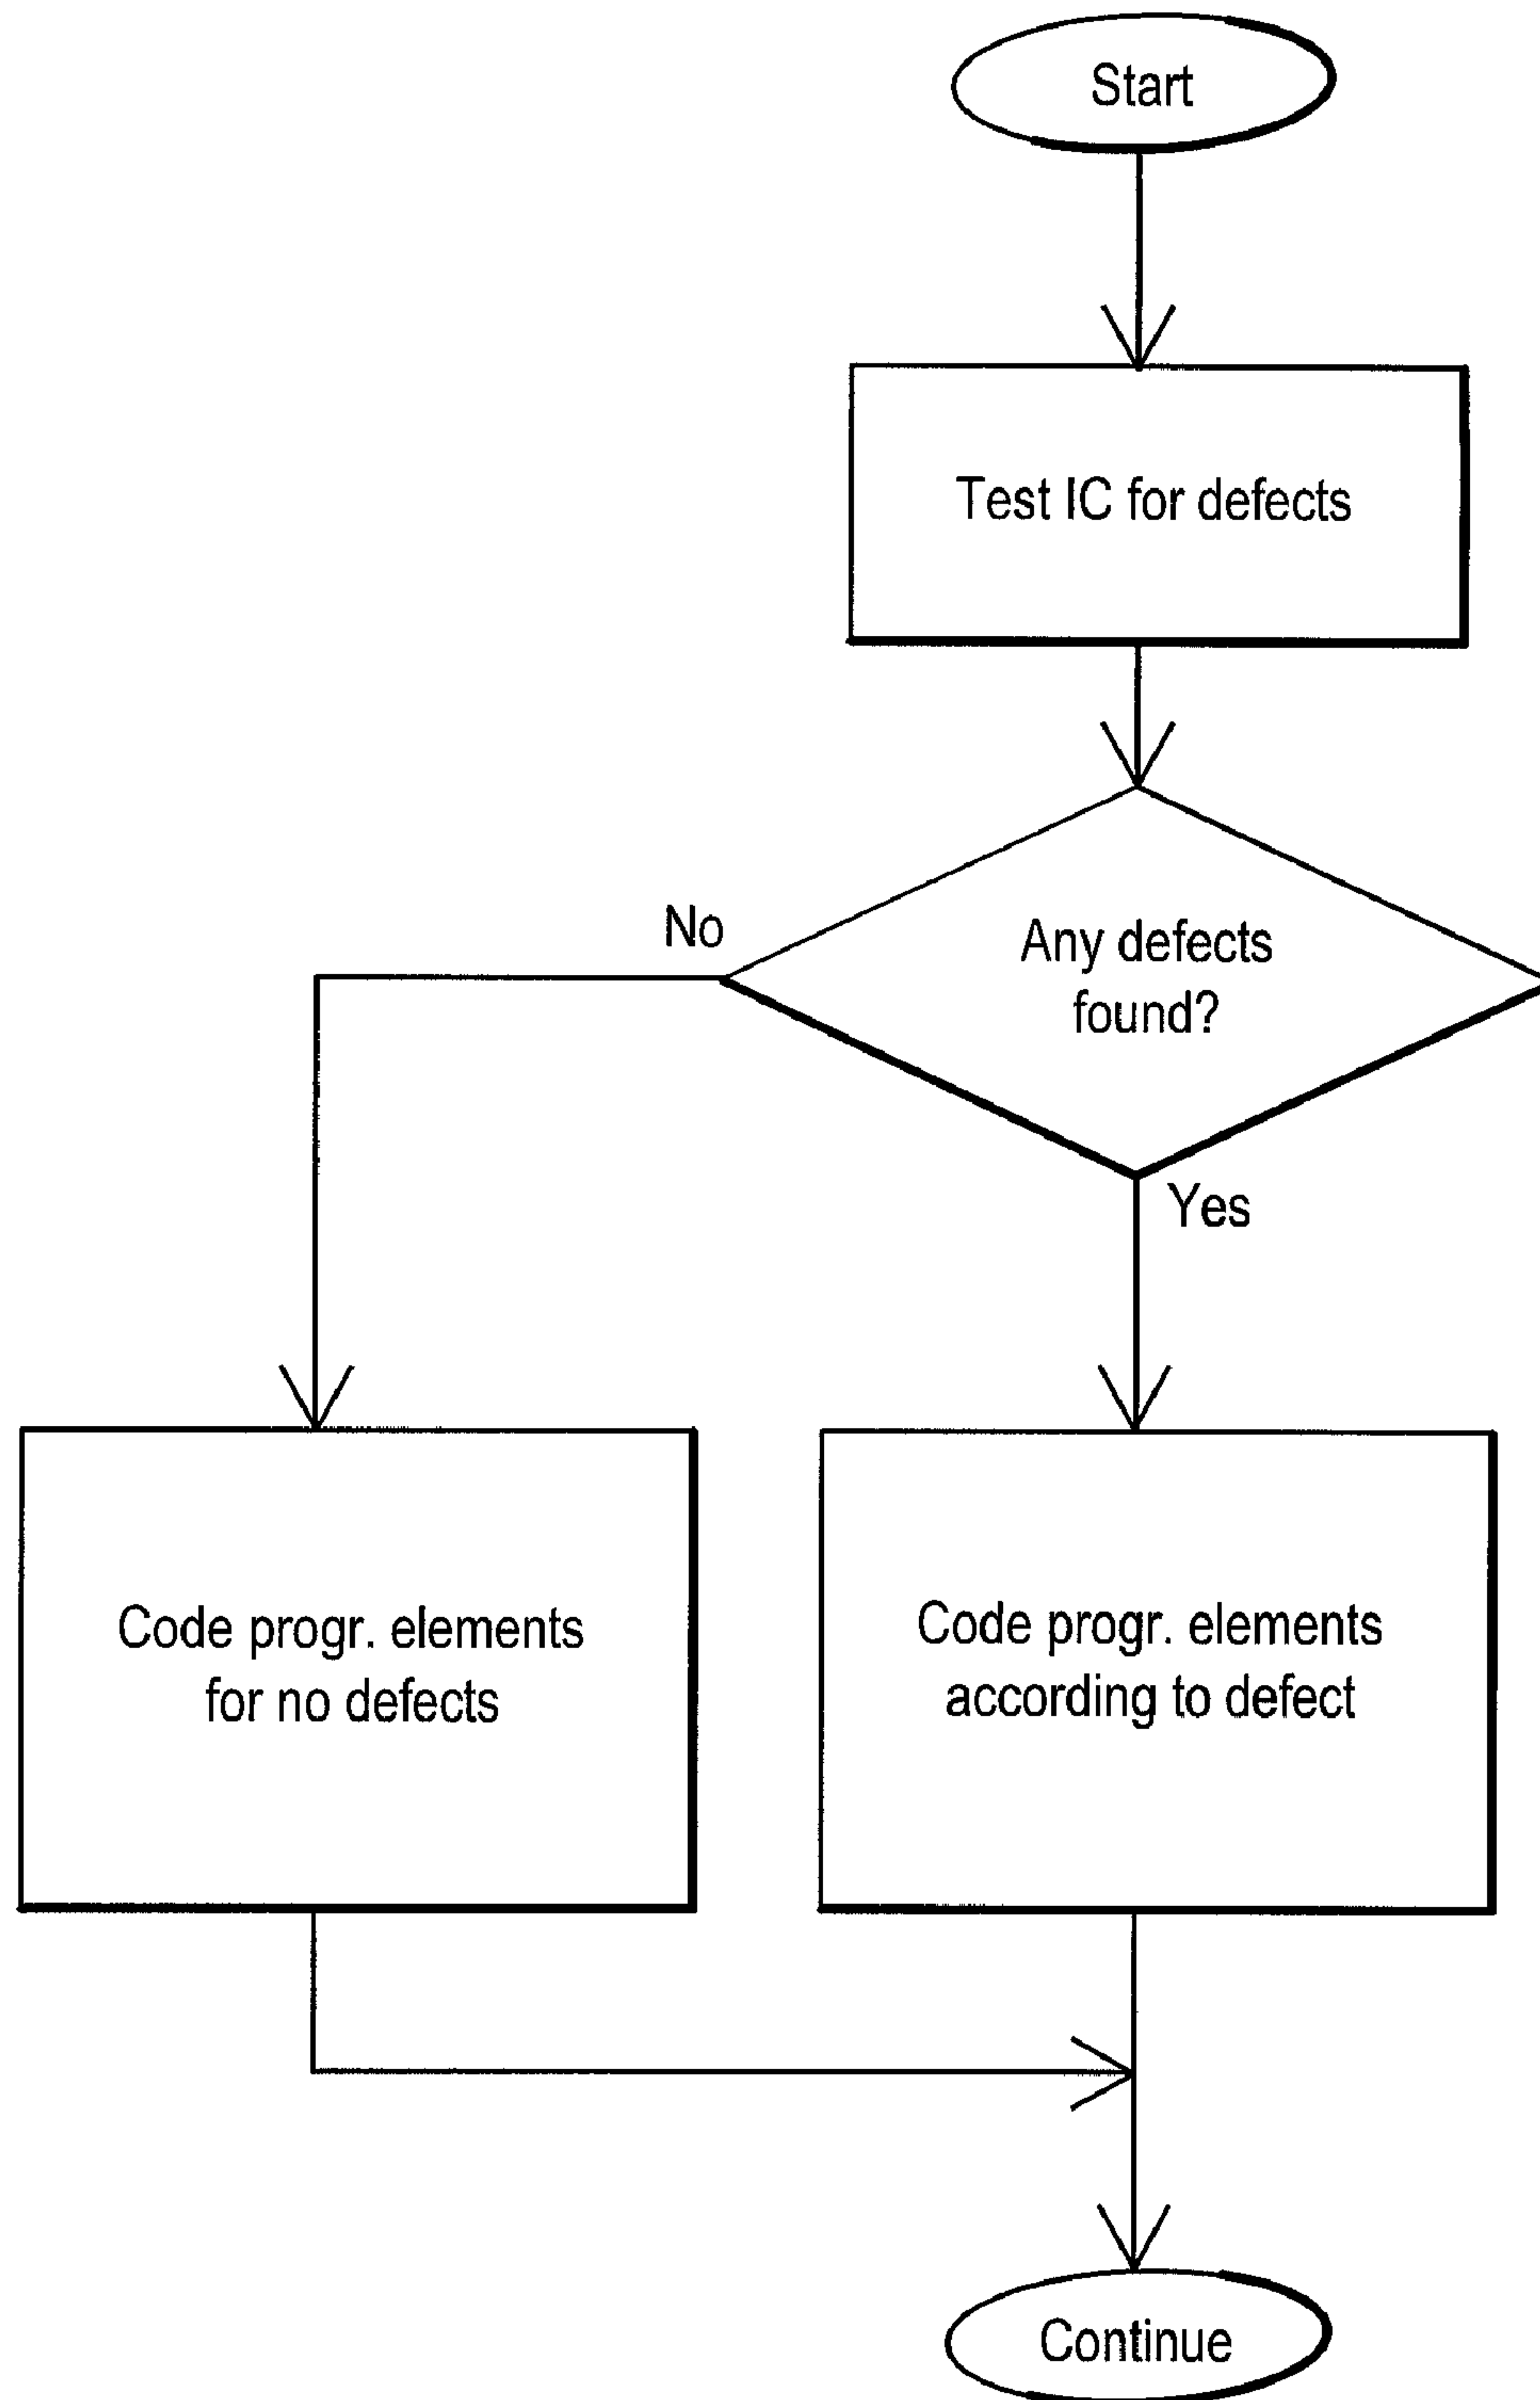 Start
Test IC for defects
Any defects
found?
No
Yes
Code progr. elements
for no defects
Code progr. elements
according to defect
Continue